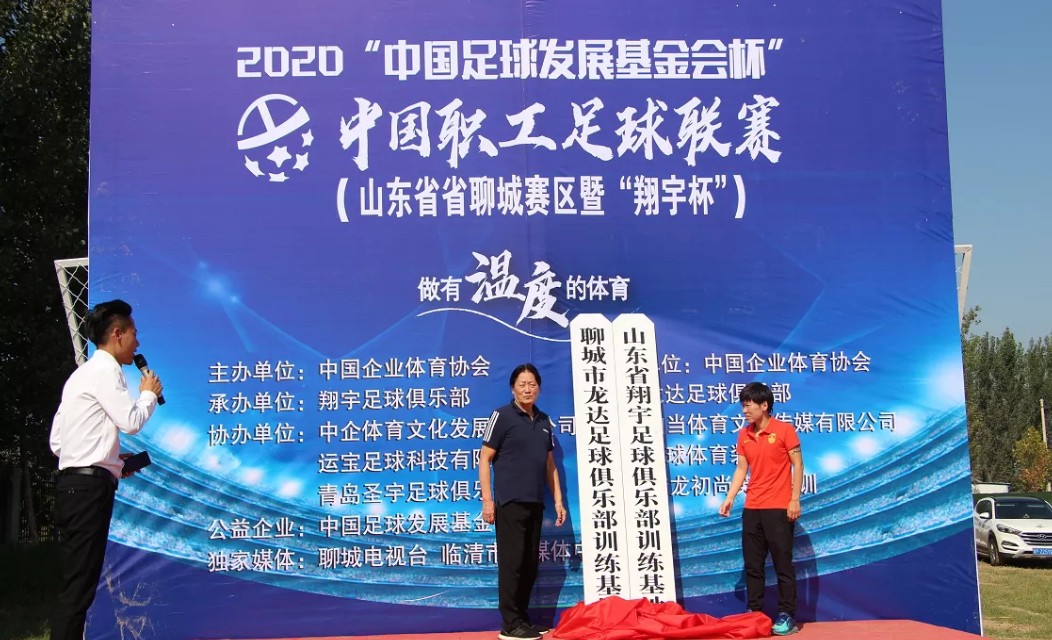 2020“中国足球发展基金会杯”
中国职工足球联赛
(山东省省聊城赛区暨“翔宇杯”)
做有温度的体育
主办单位：中国企业体育协会
承办单位：翔宇足球俱乐部
协办单位：中企体育文化发展 公司
运宝足球科技有
青岛圣宇足球俱乐
公益企业：中国足球发展基金
独家媒体：聊城电视台 临清市 媒体
位：中国企业体育协会
达足球俱乐部
当体育文 传媒有限公司
球体育
龙初尚 训
聊城市龙达足球俱乐部训练基
山东省翔宇足球俱乐部训练基地